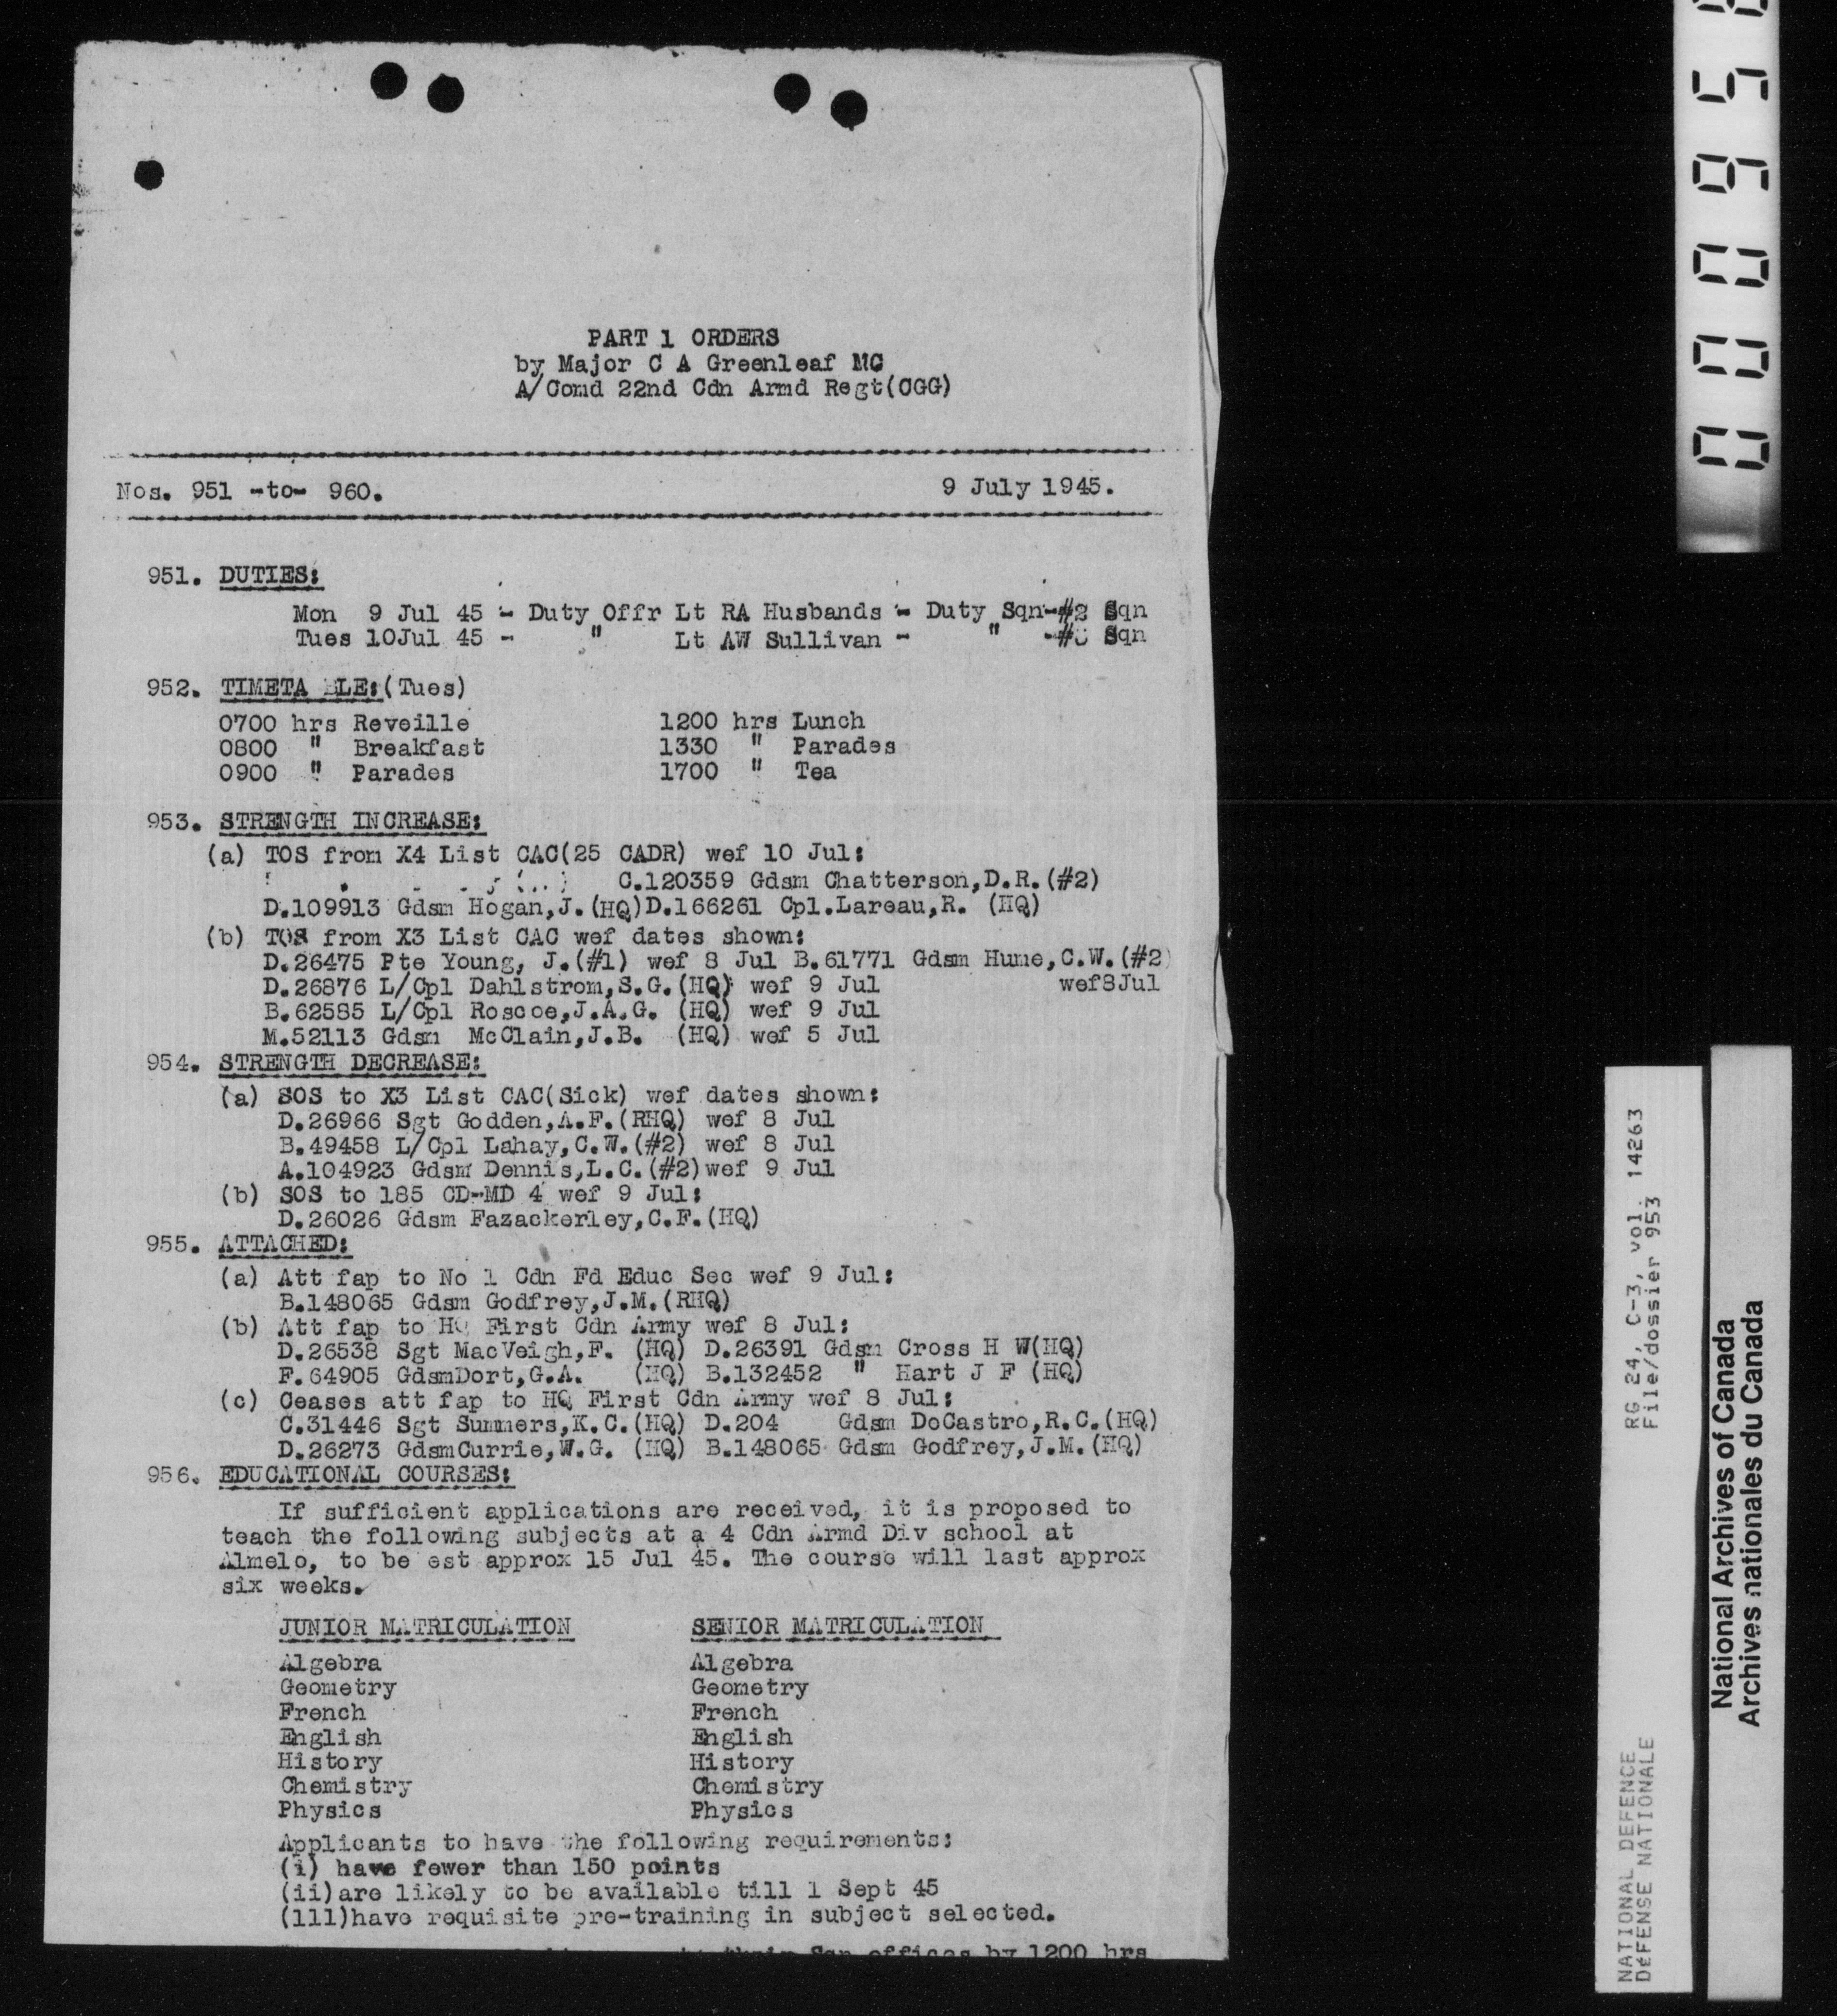 PART 1 ORDERS
by Major C A Greenleaf MC
A/Comd 22nd Cdn Armd Regt(CGG)
Nos. 951 -to- 960. 9 July 1945.
951. DUTIES:
Mon 9 Jul 45 - Duty Offr Lt RA Husbands - Duty Sqn-#2 Sqn
Tues 10Jul 45 - " Lt AW Sullivan - " -# Sqn
952. TIMETA LE:(Tues)
0700 hrs Reveille 1200 hrs Lunch
0800 " Breakfast 1330 " Parades
0900 " Parades 1700 " Tea
953. STRENGTH INCREASE:
(a) TOS from X4 List CAC(25 CADR) wef 10 Jul:
C.120359 Gdsm Chatterson,D.R.(#2)
D.109913 Gdsm Hogan,J.(HQ)D.166261 Cpl.Lareau,R. (HQ)
(b) TOS from X3 List CAC wef dates shown:
D.26475 Pte Young, J.(#1) wef 8 Jul B.61771 Gdsm Hume,C.W.(#2)
D.26876 L/Cpl Dahlstrom,S.G.(HQ) wef 9 Jul wef8Jul
B.62585 L/Cpl Roscoe,J.A.G. (HQ) wef 9 Jul
M.52113 Gdsm McClain,J.B. (HQ) wef 5 Jul
954. STRENGTH DECREASE:
(a) SOS to X3 List CAC(Sick) wef dates shown:
D.26966 Sgt Godden,A.F.(RHQ) wef 8 Jul
B.49458 L/Cpl Lahay,C.W.(#2) wef 8 Jul
A.104923 Gdsm Dennis,L.C.(#2)wef 9 Jul
(b) SOS to 185 CD-MD 4 wef 9 Jul:
D.26026 Gdsm Fazackerley,C.F.(HQ)
955. ATTACHED:
(a) Att fap to No 1 Cdn Fd Educ Sec wef 9 Jul:
B.148065 Gdsm Godfrey,J.M.(RHQ)
(b) Att fap to HQ First Cdn Army wef 8 Jul:
D.26538 Sgt MacVeigh,F. (HQ) D.26391 Gdsm Cross H W(HQ)
F.64905 GdsmDort,G.A. (HQ) B.132452 " Hart J F (HQ)
(c) Ceases att fap to HQ First Cdn Army wef 8 Jul:
C.31446 Sgt Summers,K.C.(HQ) D.204 Gdsm DeCastro,R.C.(HQ)
D.26273 GdsmCurrie,W.G. (HQ) B.148065 Gdsm Godfrey,J.M.(HQ)
956. EDUCATIONAL COURSES:
If sufficient applications are received, it is proposed to
teach the following subjects at a 4 Cdn Armd Div school at
Almelo, to be est approx 15 Jul 45. The course will last approx
six weeks.
JUNIOR MATRICULATION SENIOR MATRICULATION
Algebra Algebra
Geometry Geometry
French French
English English
History History
Chemistry Chemistry
Physics Physics
Applicants to have the following requirements:
(i) have fewer than 150 points
(ii)are likely to be available till 1 Sept 45
(111)have requisite pre-training in subject selected.
their Sqn offices by 1200 hrs
RG 24, C-3, vol. 14263
File/dossier 953
NATIONAL DEFENCE
DÉFENSE NATIONALE
National Archives of Canada
Archives nationales du Canada